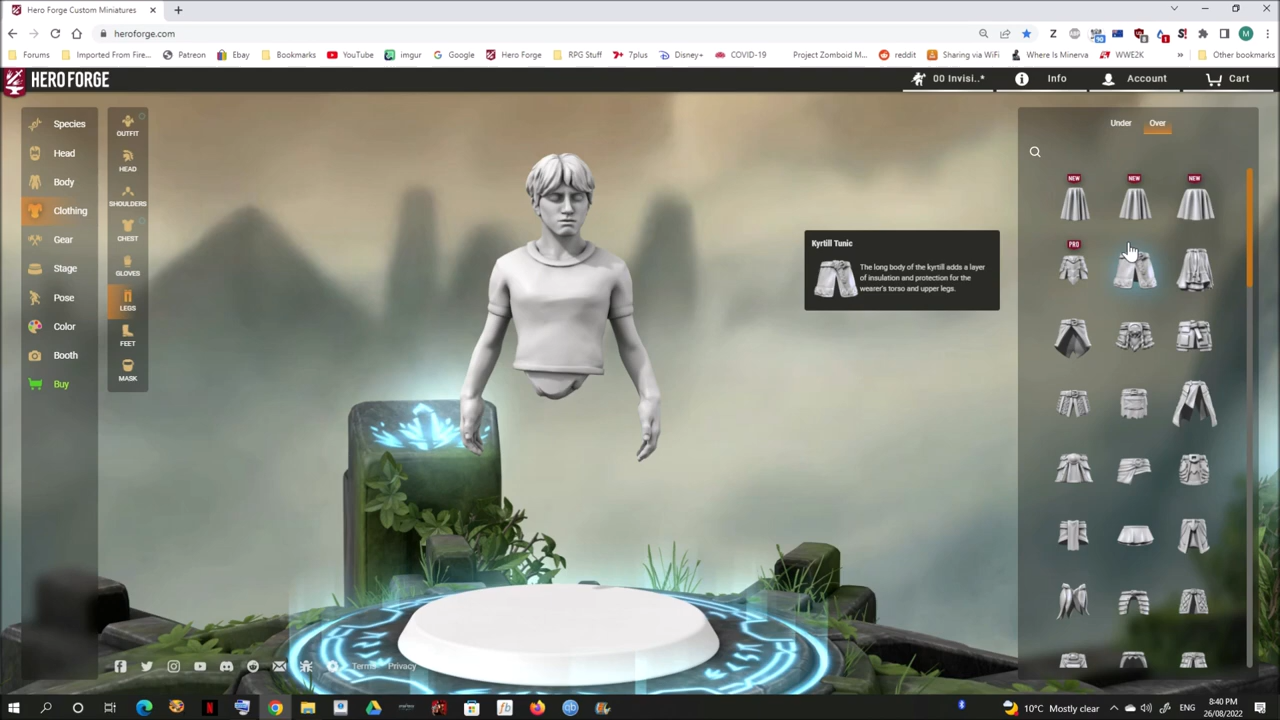 Hero Forge Custom Miniatures
heroforge.com
Forums
Imported From Fire...
Patreon
Ebay
Bookmarks
YouTube
imgur
Google
Hero Forge
RPG Stuff
7plus
Disney+
COVID-19
Project Zomboid M...
reddit
Sharing via WiFi
Where Is Minerva
WWE2K
»
Other bookmarks
HERO FORGE
00 Invisi..*
Info
Account
Cart
Species
Head
Body
Clothing
Gear
Stage
Pose
Color
Booth
Buy
OUTFIT
HEAD
SHOULDERS
CHEST
GLOVES
LEGS
FEET
MASK
Under
Over
NEW
NEW
NEW
PRO
Kyrtill Tunic
The long body of the kyrtill adds a layer
of insulation and protection for the
wearer's torso and upper legs.
Terms
Privacy
10°C Mostly clear
ENG
8:40 PM
26/08/2022